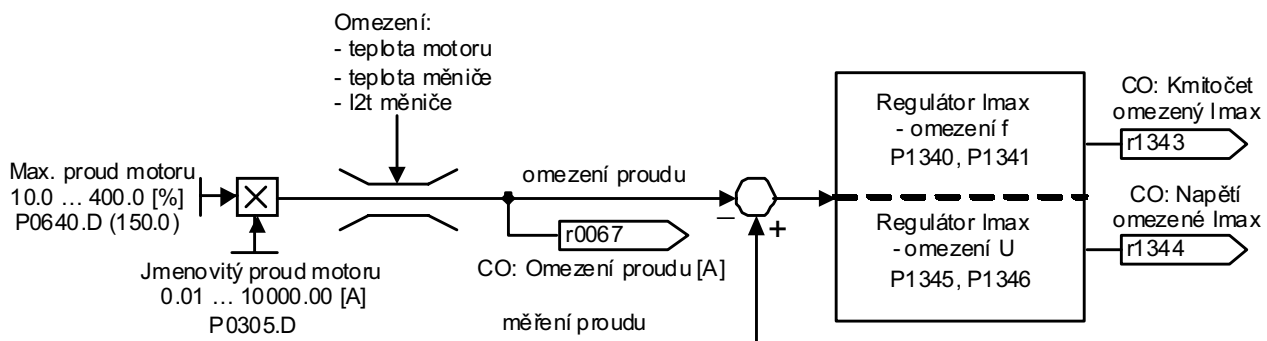 Omezení:
- teplota motoru
- teplota měniče
- I2t měniče
Max. proud motoru
10.0 ... 400.0 [%]
P0640.D (150.0)
×
Jmenovitý proud motoru
0.01 ... 10000.00 [A]
P0305.D
omezení proudu
r0067
CO: Omezení proudu [A]
měření proudu
–
+
Regulátor Imax
- omezení f
P1340, P1341
Regulátor Imax
- omezení U
P1345, P1346
CO: Kmitočet
omezený Imax
r1343
CO: Napětí
omezené Imax
r1344